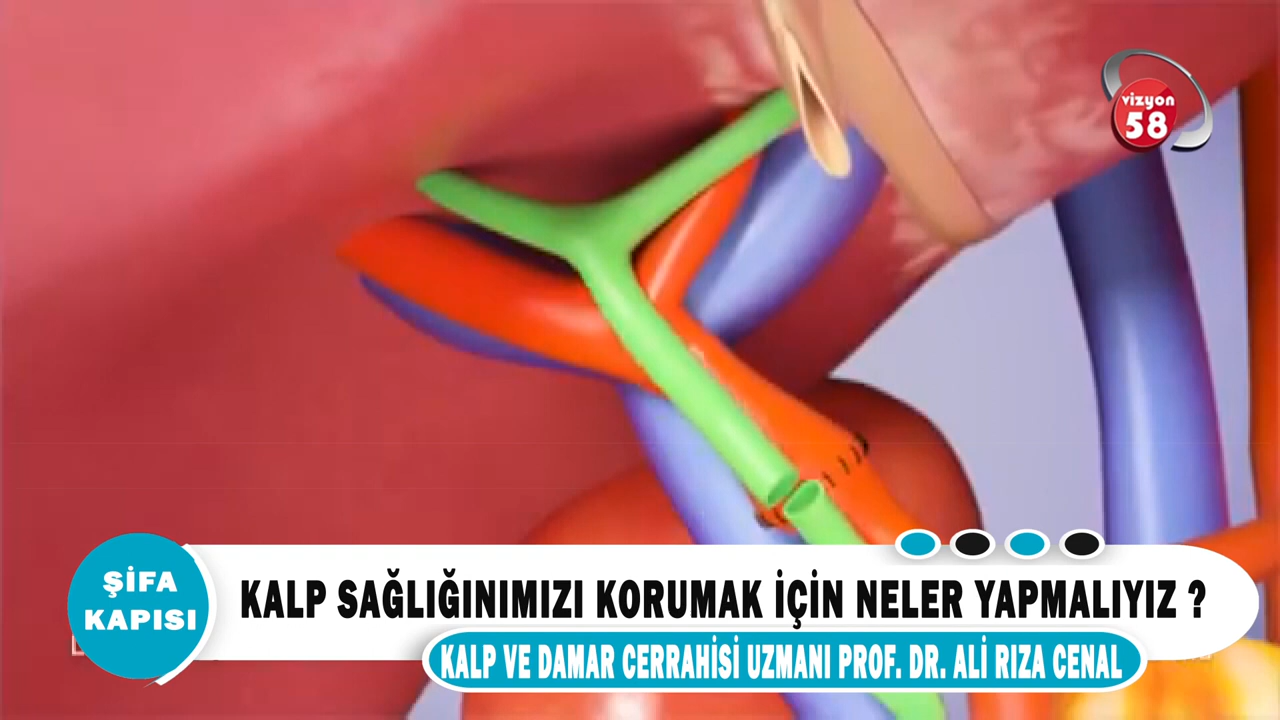 vizyon
58
ŞİFA
KAPISI
KALP SAĞLIĞINIMIZI KORUMAK İÇİN NELER YAPMALIYIZ ?
KALP VE DAMAR CERRAHİSİ UZMANI PROF. DR. ALİ RIZA CENAL